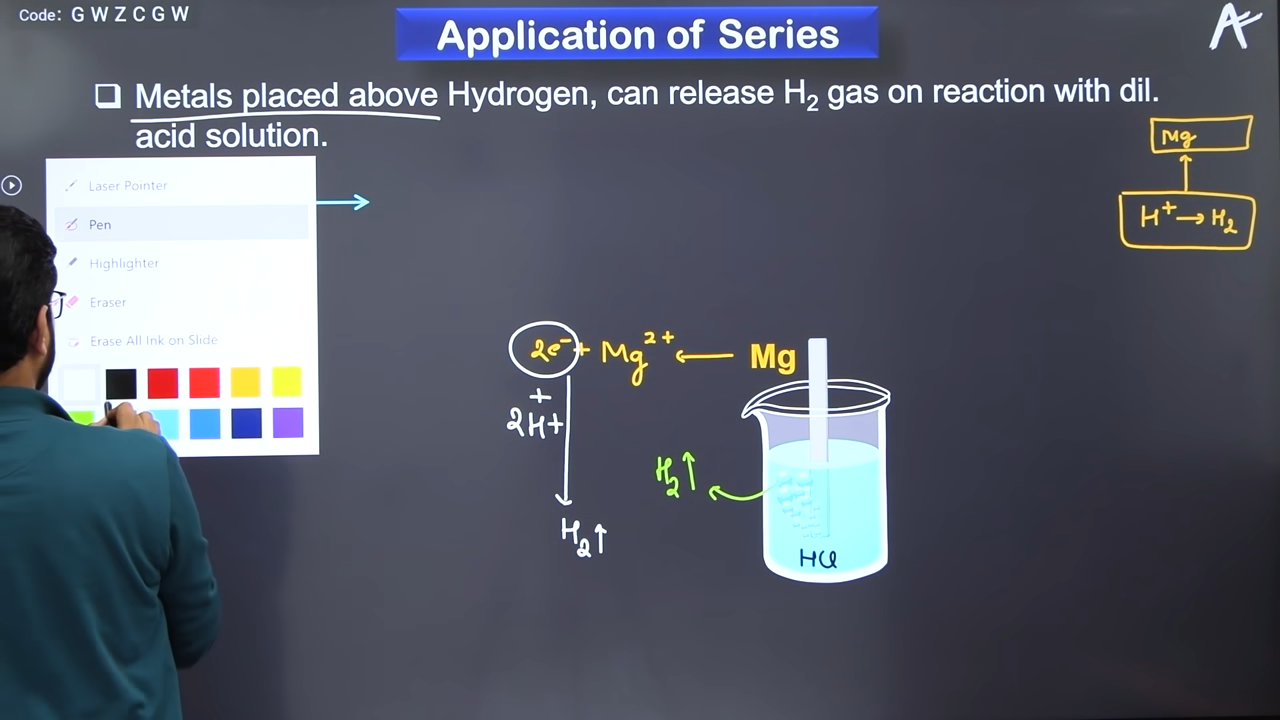 Code: G W Z C G W
Application of Series
Metals placed above Hydrogen, can release H₂ gas on reaction with dil.
acid solution.
Mg
H⁺ → H₂
Laser Pointer
Pen
Highlighter
Eraser
Erase All Ink on Slide
2e⁻ + Mg²⁺ ← Mg
+
2H+
H₂↑
H₂↑
HCl